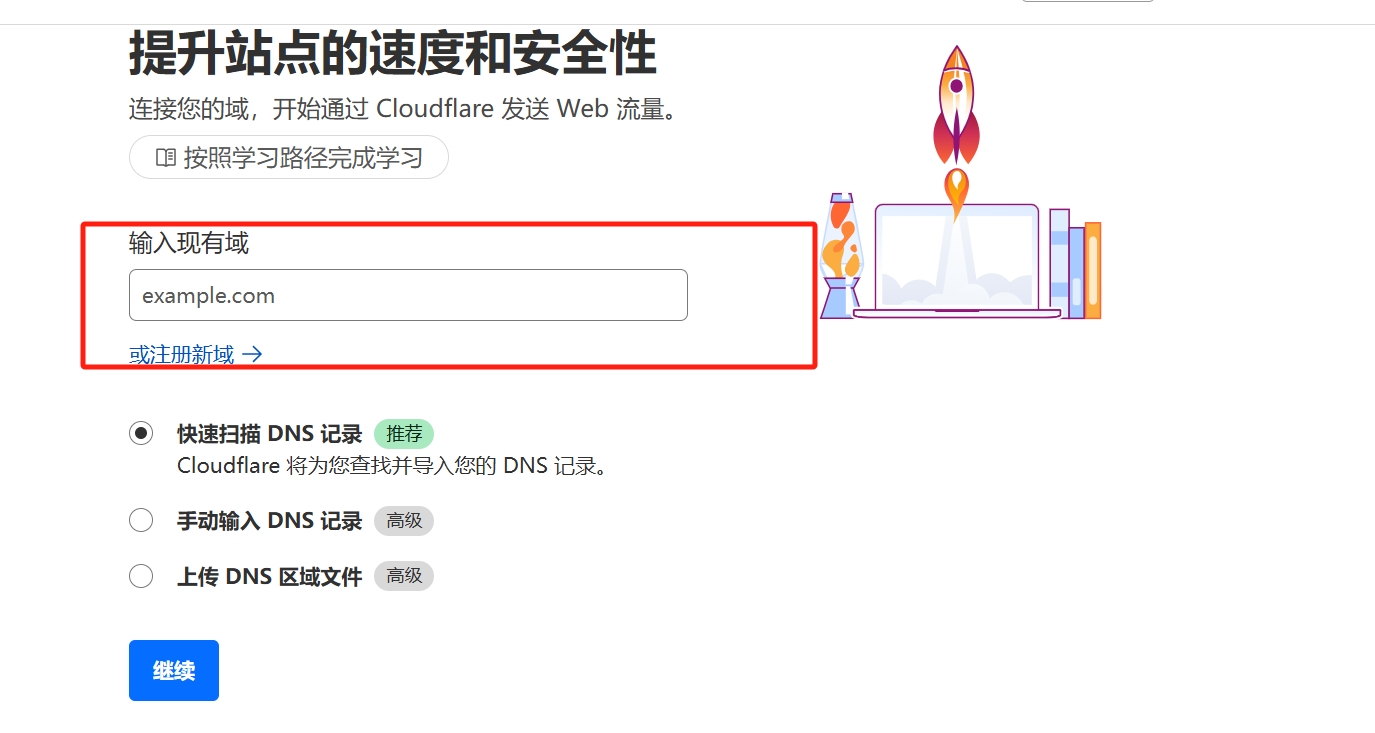 提升站点的速度和安全性
连接您的域，开始通过 Cloudflare 发送 Web 流量。
按照学习路径完成学习
输入现有域
example.com
或注册新域 →
快速扫描 DNS 记录 推荐
Cloudflare 将为您查找并导入您的 DNS 记录。
手动输入 DNS 记录 高级
上传 DNS 区域文件 高级
继续